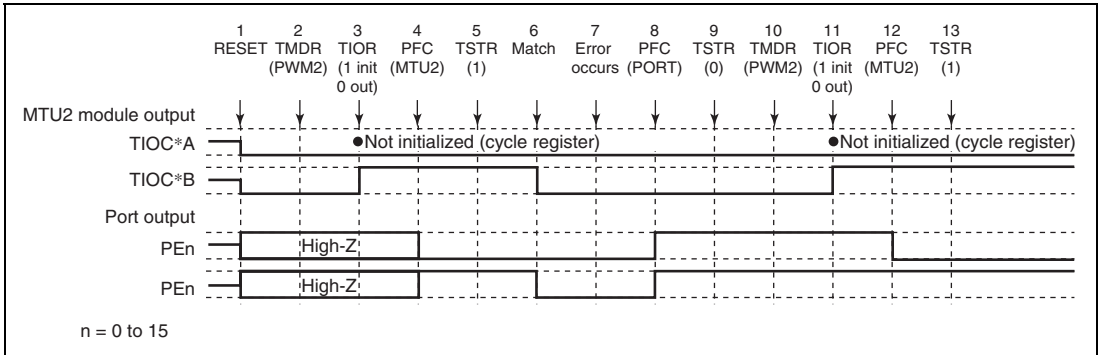 1 2 3 4 5 6 7 8 9 10 11 12 13
RESET TMDR TIOR PFC TSTR Match Error PFC TSTR TMDR TIOR PFC TSTR
(PWM2) (1 init (MTU2) (1) occurs (PORT) (0) (PWM2) (1 init (MTU2) (1)
0 out) 0 out)
MTU2 module output
TIOC*A ●Not initialized (cycle register) ●Not initialized (cycle register)
TIOC*B
Port output
PEn High-Z
PEn High-Z
n = 0 to 15